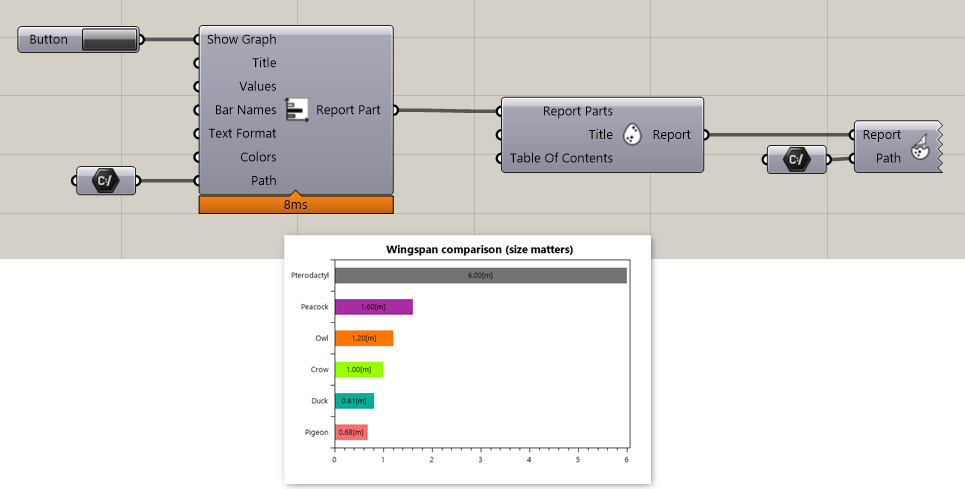 Button
Show Graph
Title
Values
Bar Names
Report Part
Text Format
Colors
C:/
Path
8ms
Report Parts
Title
Report
Table Of Contents
Report
C:/
Path
Wingspan comparison (size matters)
Pterodactyl
6.00[m]
Peacock
1.60[m]
Owl
1.20[m]
Crow
1.00[m]
Duck
0.81[m]
Pigeon
0.68[m]
0 1 2 3 4 5 6